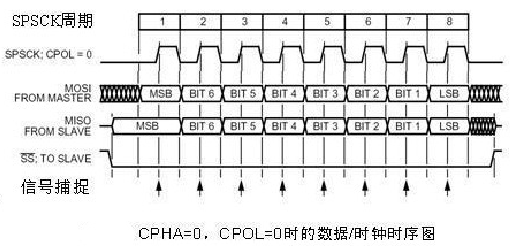 SPSCK周期 1 2 3 4 5 6 7 8
SPSCK; CPOL = 0
MOSI
FROM MASTER
MSB BIT 6 BIT 5 BIT 4 BIT 3 BIT 2 BIT 1 LSB
MISO
FROM SLAVE
MSB BIT 6 BIT 5 BIT 4 BIT 3 BIT 2 BIT 1 LSB
SS; TO SLAVE
信号捕捉
CPHA=0，CPOL=0时的数据/时钟时序图